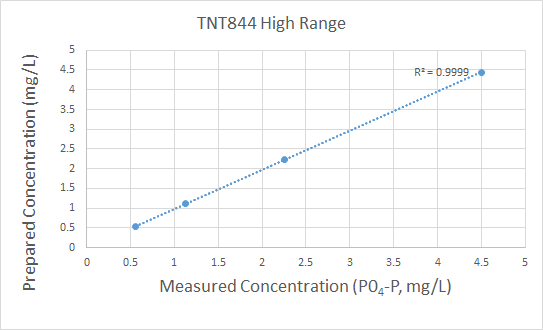 TNT844 High Range
5
4.5
4
3.5
3
2.5
2
1.5
1
0.5
0
R² = 0.9999
Prepared Concentration (mg/L)
0 0.5 1 1.5 2 2.5 3 3.5 4 4.5 5
Measured Concentration (P0₄-P, mg/L)